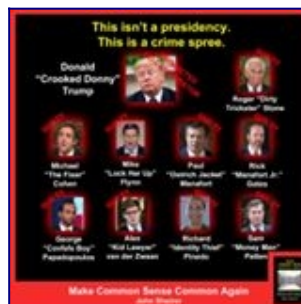 This isn't a presidency.
This is a crime spree.
Donald
"Crooked Donny"
Trump
Roger "Dirty
Trickster" Stone
Michael
"The Fixer"
Cohen
Mike
"Lock Her Up"
Flynn
Paul
"Ostrich Jacket"
Manafort
Rick
"Manafort Jr."
Gates
George
"Covfefe Boy"
Papadopoulos
Alex
"Kid Lawyer"
van der Zwaan
Richard
"Identity Thief"
Pinedo
Sam
"Money Man"
Patten
Make Common Sense Common Again